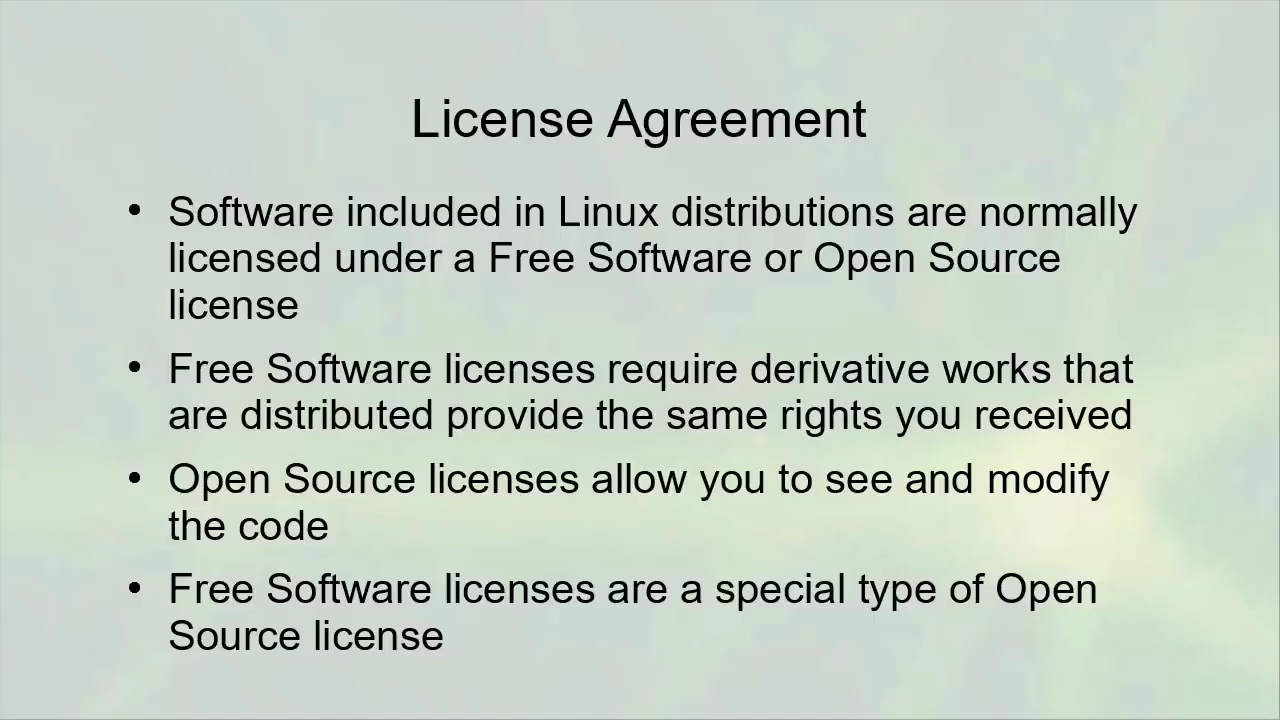 License Agreement
• Software included in Linux distributions are normally
licensed under a Free Software or Open Source
license
• Free Software licenses require derivative works that
are distributed provide the same rights you received
• Open Source licenses allow you to see and modify
the code
• Free Software licenses are a special type of Open
Source license